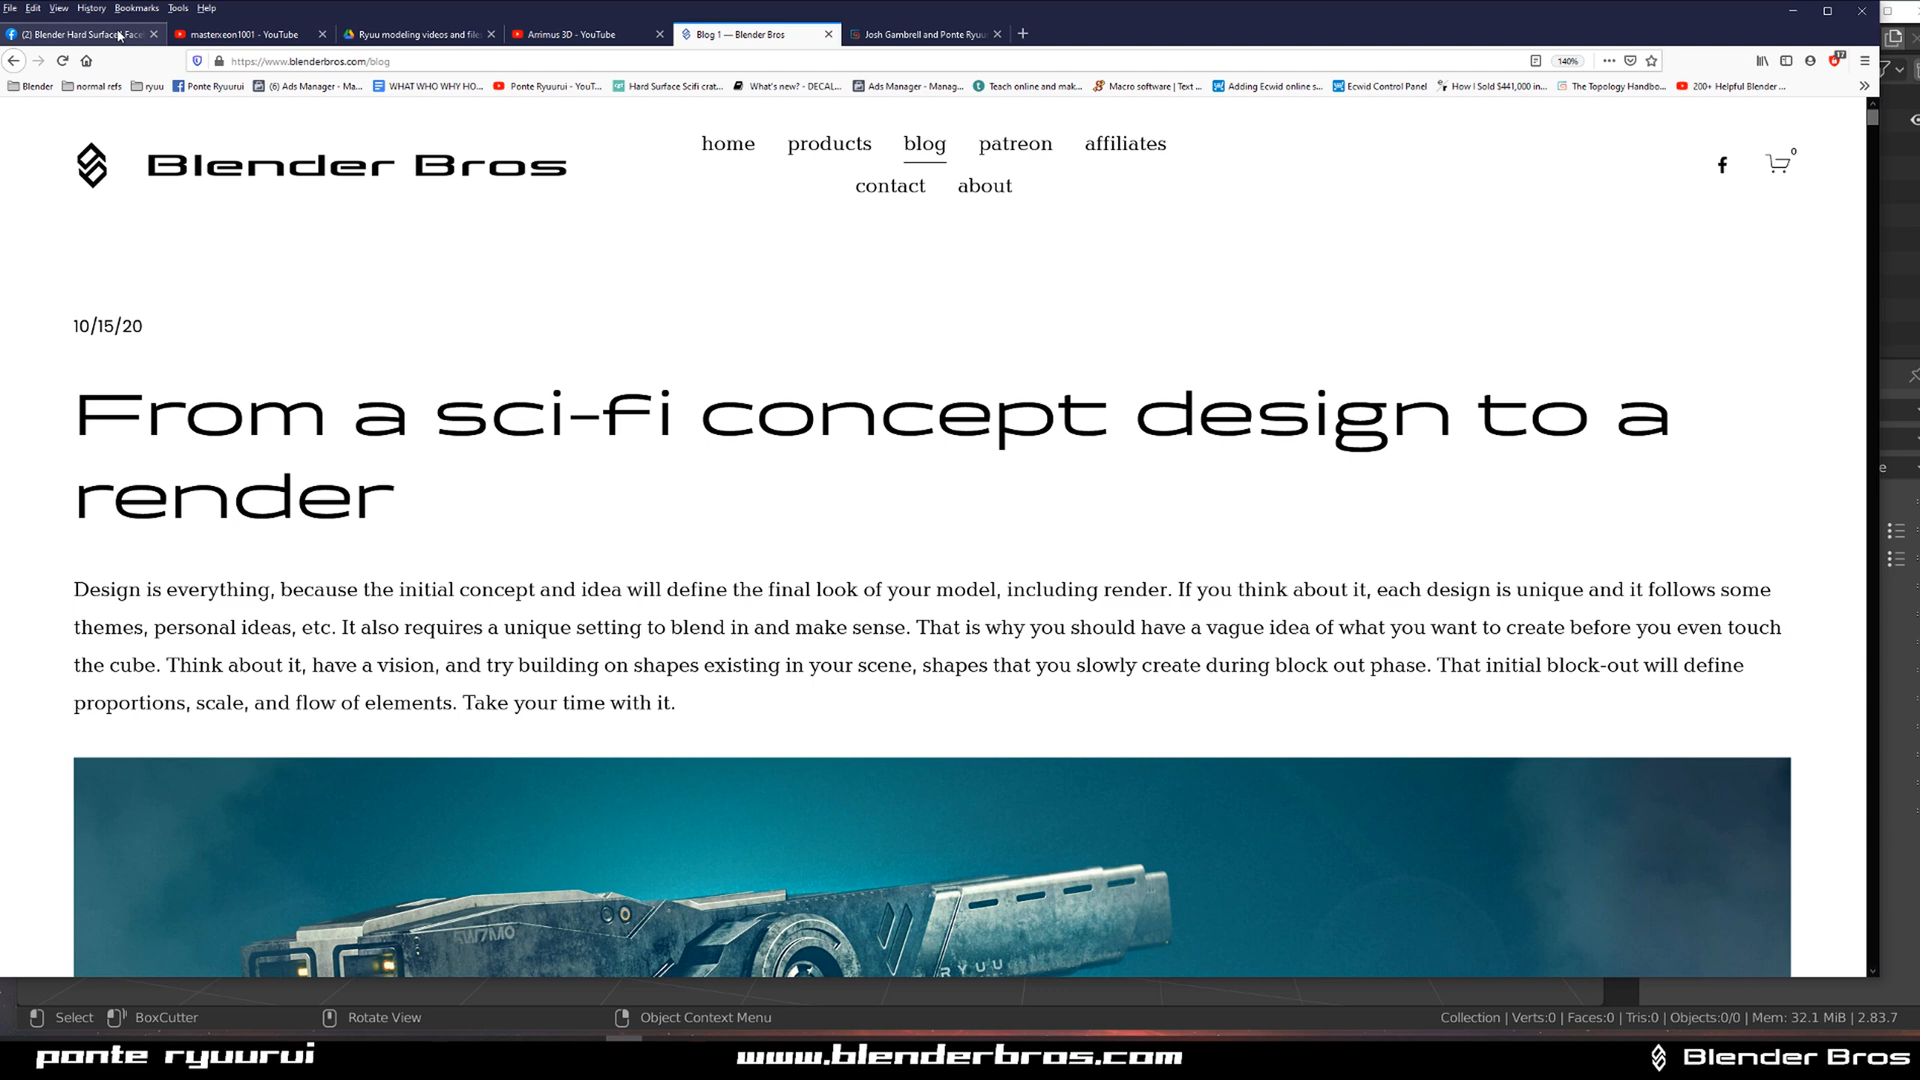 File Edit View History Bookmarks Tools Help
(2) Blender Hard Surface | Face
masterxeon1001 - YouTube
Ryuu modeling videos and file
Arrimus 3D - YouTube
Blog 1 — Blender Bros
Josh Gambrell and Ponte Ryuu
https://www.blenderbros.com/blog
140%
17
Blender
normal refs
ryuu
Ponte Ryuurui
(6) Ads Manager - Ma...
WHAT WHO WHY HO...
Ponte Ryuurui - YouT...
Hard Surface Scifi crat...
What's new? - DECAL...
Ads Manager - Manag...
Teach online and mak...
Macro software | Text ...
Adding Ecwid online s...
Ecwid Control Panel
How I Sold $441,000 in...
The Topology Handbo...
200+ Helpful Blender ...
Blender Bros
home products blog patreon affiliates
contact about
0
10/15/20
From a sci-fi concept design to a
render
Design is everything, because the initial concept and idea will define the final look of your model, including render. If you think about it, each design is unique and it follows some
themes, personal ideas, etc. It also requires a unique setting to blend in and make sense. That is why you should have a vague idea of what you want to create before you even touch
the cube. Think about it, have a vision, and try building on shapes existing in your scene, shapes that you slowly create during block out phase. That initial block-out will define
proportions, scale, and flow of elements. Take your time with it.
RYUU
Select
BoxCutter
Rotate View
Object Context Menu
Collection | Verts:0 | Faces:0 | Tris:0 | Objects:0/0 | Mem: 32.1 MiB | 2.83.7
ponte ryuurui
www.blenderbros.com
Blender Bros